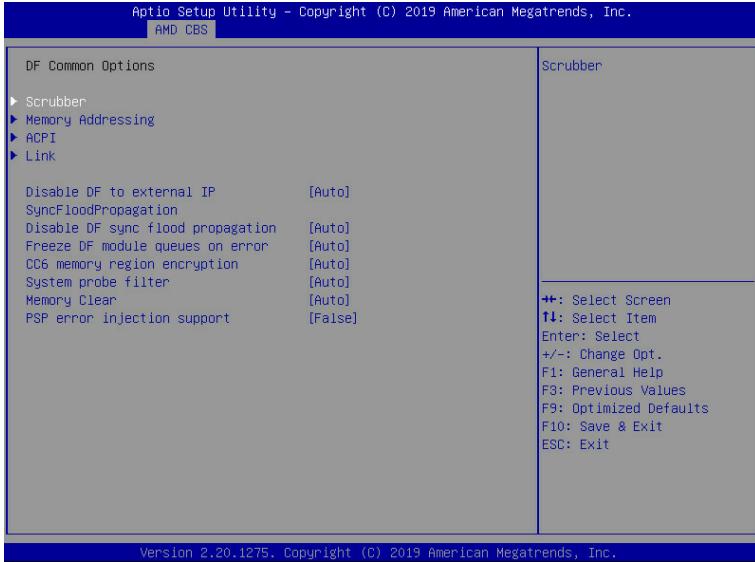 Aptio Setup Utility – Copyright (C) 2019 American Megatrends, Inc.
AMD CBS
DF Common Options
Scrubber
Memory Addressing
ACPI
Link
Disable DF to external IP [Auto]
SyncFloodPropagation
Disable DF sync flood propagation [Auto]
Freeze DF module queues on error [Auto]
CC6 memory region encryption [Auto]
System probe filter [Auto]
Memory Clear [Auto]
PSP error injection support [False]
Scrubber
→←: Select Screen
↑↓: Select Item
Enter: Select
+/-: Change Opt.
F1: General Help
F3: Previous Values
F9: Optimized Defaults
F10: Save & Exit
ESC: Exit
Version 2.20.1275. Copyright (C) 2019 American Megatrends, Inc.